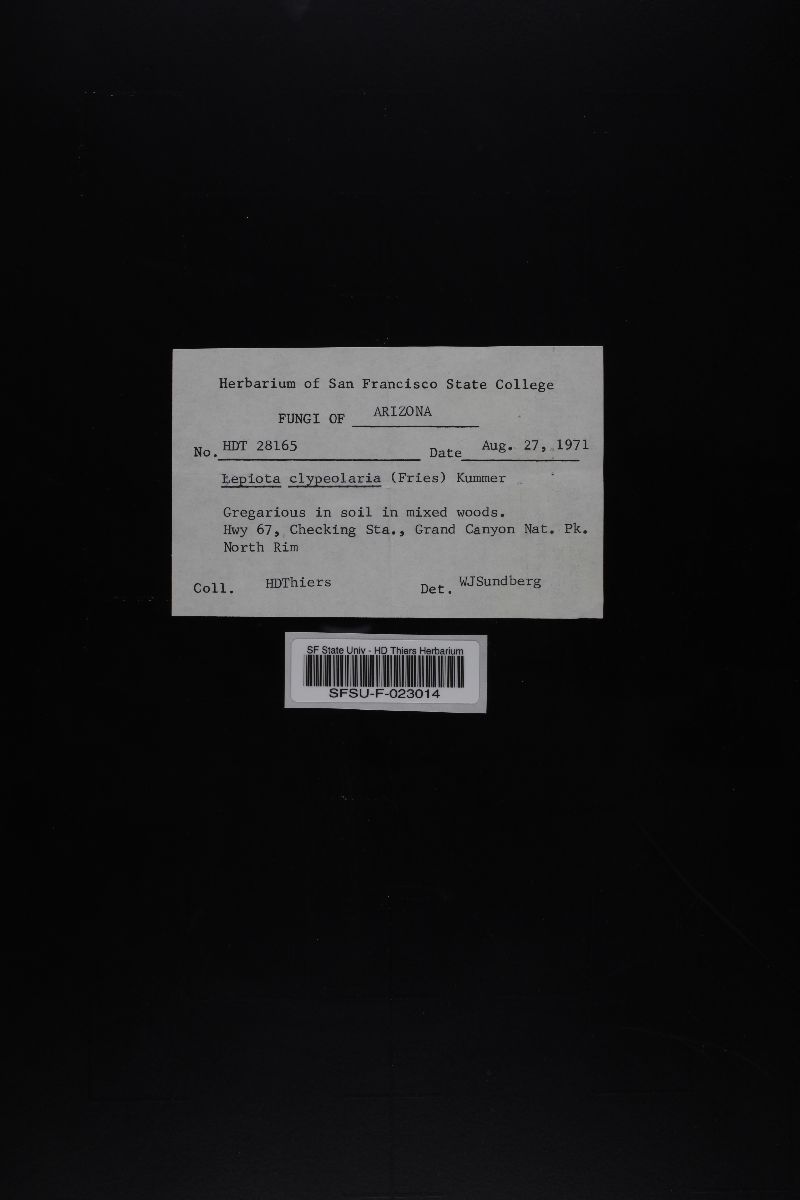 Herbarium of San Francisco State College
FUNGI OF ARIZONA
No. HDT 28165 Date Aug. 27, 1971
Lepiota clypeolaria (Fries) Kummer
Gregarious in soil in mixed woods.
Hwy 67, Checking Sta., Grand Canyon Nat. Pk.
North Rim
Coll. HDThiers Det. WJSundberg
SF State Univ - HD Thiers Herbarium
SFSU-F-023014